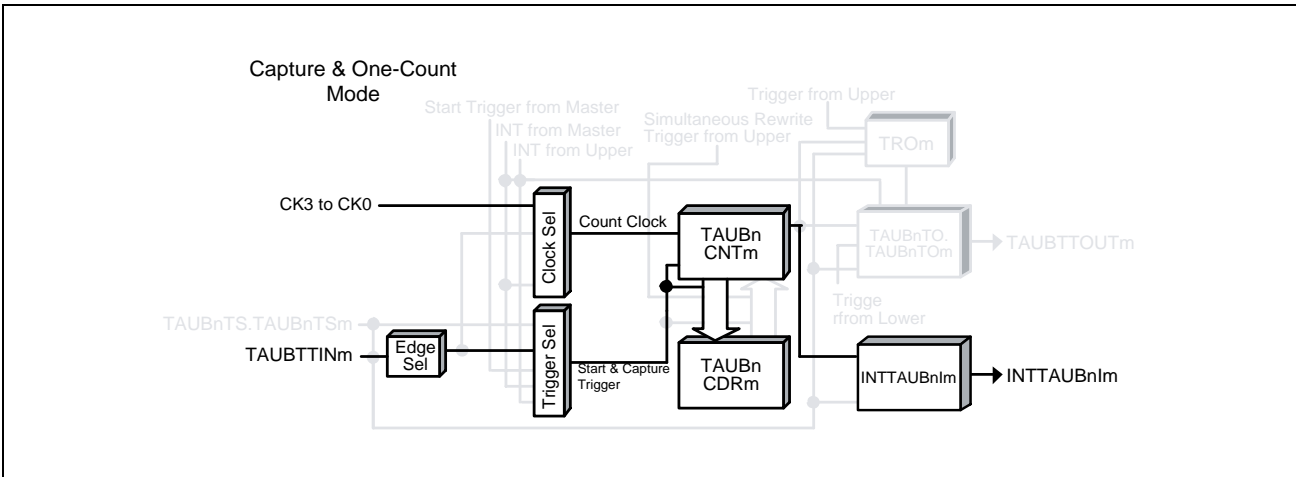 Capture & One-Count
Mode
Start Trigger from Master
INT from Master
INT from Upper
Simultaneous Rewrite
Trigger from Upper
Trigger from Upper
TROm
CK3 to CK0
Clock Sel
Count Clock
TAUBn
CNTm
TAUBnTO.
TAUBnTOm
TAUBTTOUTm
Trigge
rfrom Lower
TAUBnTS.TAUBnTSm
TAUBTTINm
Edge
Sel
Trigger Sel
Start & Capture
Trigger
TAUBn
CDRm
INTTAUBnIm
INTTAUBnIm